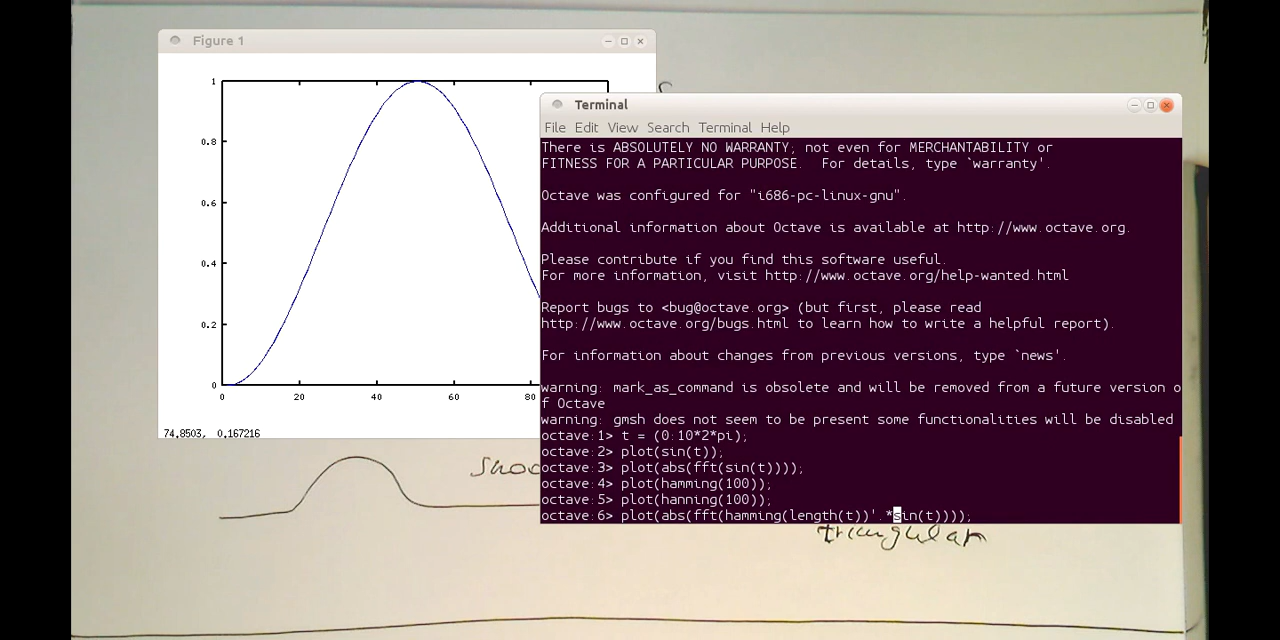 Figure 1
1
0.8
0.6
0.4
0.2
0
0 20 40 60 80
74.8503, 0.167216
Terminal
File Edit View Search Terminal Help
There is ABSOLUTELY NO WARRANTY; not even for MERCHANTABILITY or
FITNESS FOR A PARTICULAR PURPOSE. For details, type `warranty'.
Octave was configured for "i686-pc-linux-gnu".
Additional information about Octave is available at http://www.octave.org.
Please contribute if you find this software useful.
For more information, visit http://www.octave.org/help-wanted.html
Report bugs to <bug@octave.org> (but first, please read
http://www.octave.org/bugs.html to learn how to write a helpful report).
For information about changes from previous versions, type `news'.
warning: mark_as_command is obsolete and will be removed from a future version o
f Octave
warning: gmsh does not seem to be present some functionalities will be disabled
octave:1> t = (0:10*2*pi);
octave:2> plot(sin(t));
octave:3> plot(abs(fft(sin(t))));
octave:4> plot(hamming(100));
octave:5> plot(hanning(100));
octave:6> plot(abs(fft(hamming(length(t))'.*sin(t))));
triangular